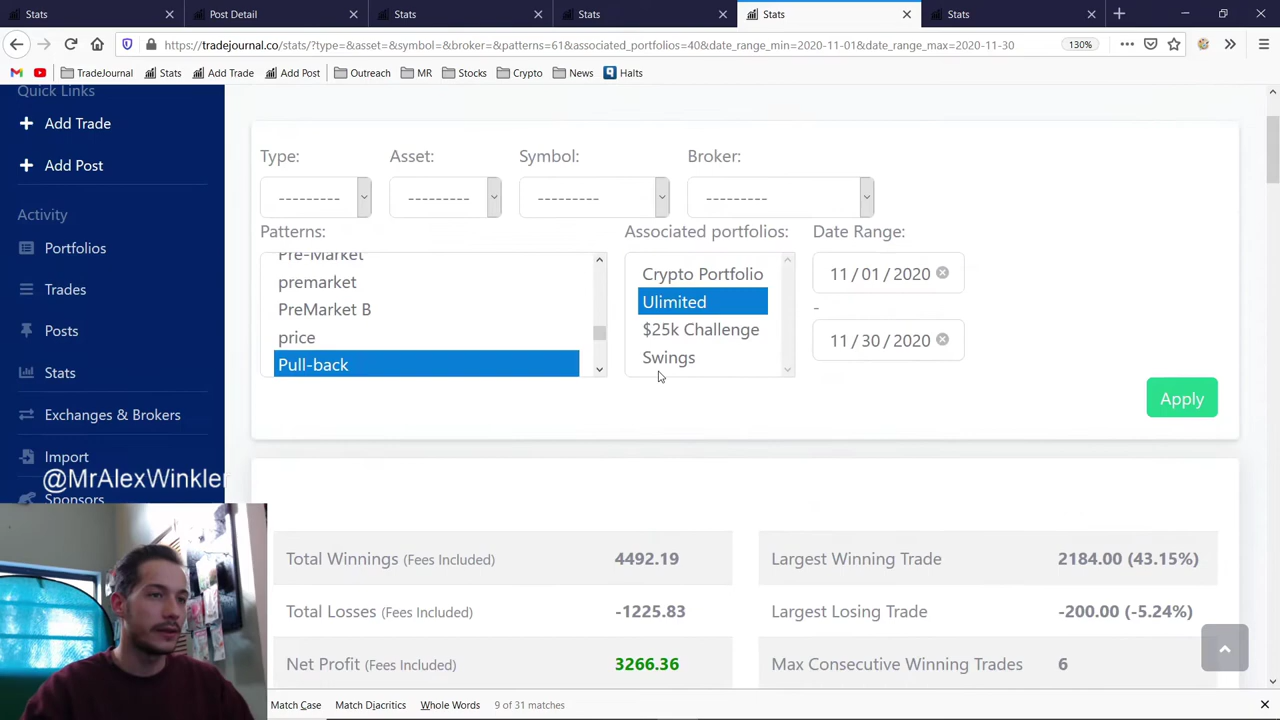 Stats
Post Detail
Stats
Stats
Stats
Stats
https://tradejournal.co/stats/?type=&asset=&symbol=&broker=&patterns=61&associated_portfolios=40&date_range_min=2020-11-01&date_range_max=2020-11-30
130%
TradeJournal
Stats
Add Trade
Add Post
Outreach
MR
Stocks
Crypto
News
Halts
Quick Links
Add Trade
Add Post
Activity
Portfolios
Trades
Posts
Stats
Exchanges & Brokers
Import
Sponsors
@MrAlexWinkler
Type:
Asset:
Symbol:
Broker:
---------
---------
---------
---------
Patterns:
Associated portfolios:
Date Range:
Pre-Market
premarket
PreMarket B
price
Pull-back
Crypto Portfolio
Ulimited
$25k Challenge
Swings
11 / 01 / 2020
-
11 / 30 / 2020
Apply
Total Winnings (Fees Included) 4492.19
Largest Winning Trade 2184.00 (43.15%)
Total Losses (Fees Included) -1225.83
Largest Losing Trade -200.00 (-5.24%)
Net Profit (Fees Included) 3266.36
Max Consecutive Winning Trades 6
Match Case
Match Diacritics
Whole Words
9 of 31 matches